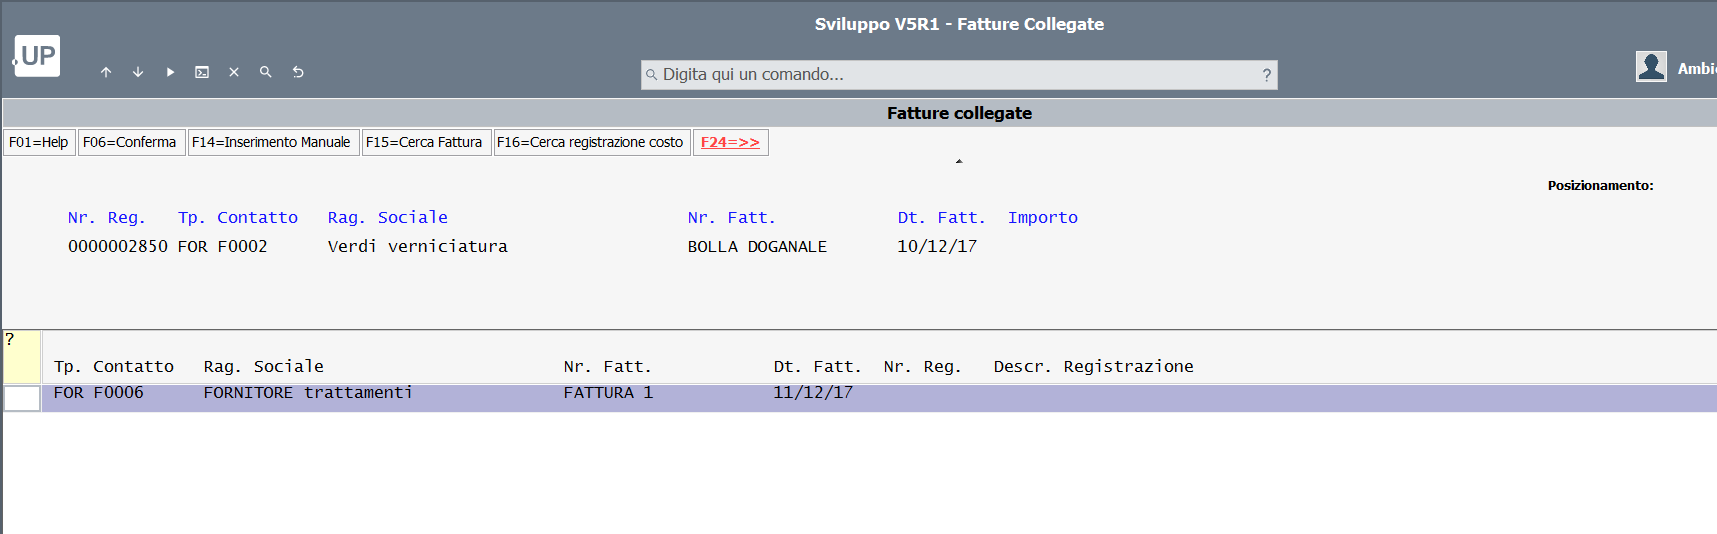 Sviluppo V5R1 - Fatture Collegate
.UP
Digita qui un comando... ?
Ambi
Fatture collegate
F01=Help F06=Conferma F14=Inserimento Manuale F15=Cerca Fattura F16=Cerca registrazione costo F24=>>
Posizionamento:
Nr. Reg. Tp. Contatto Rag. Sociale Nr. Fatt. Dt. Fatt. Importo
0000002850 FOR F0002 Verdi verniciatura BOLLA DOGANALE 10/12/17
?
Tp. Contatto Rag. Sociale Nr. Fatt. Dt. Fatt. Nr. Reg. Descr. Registrazione
FOR F0006 FORNITORE trattamenti FATTURA 1 11/12/17